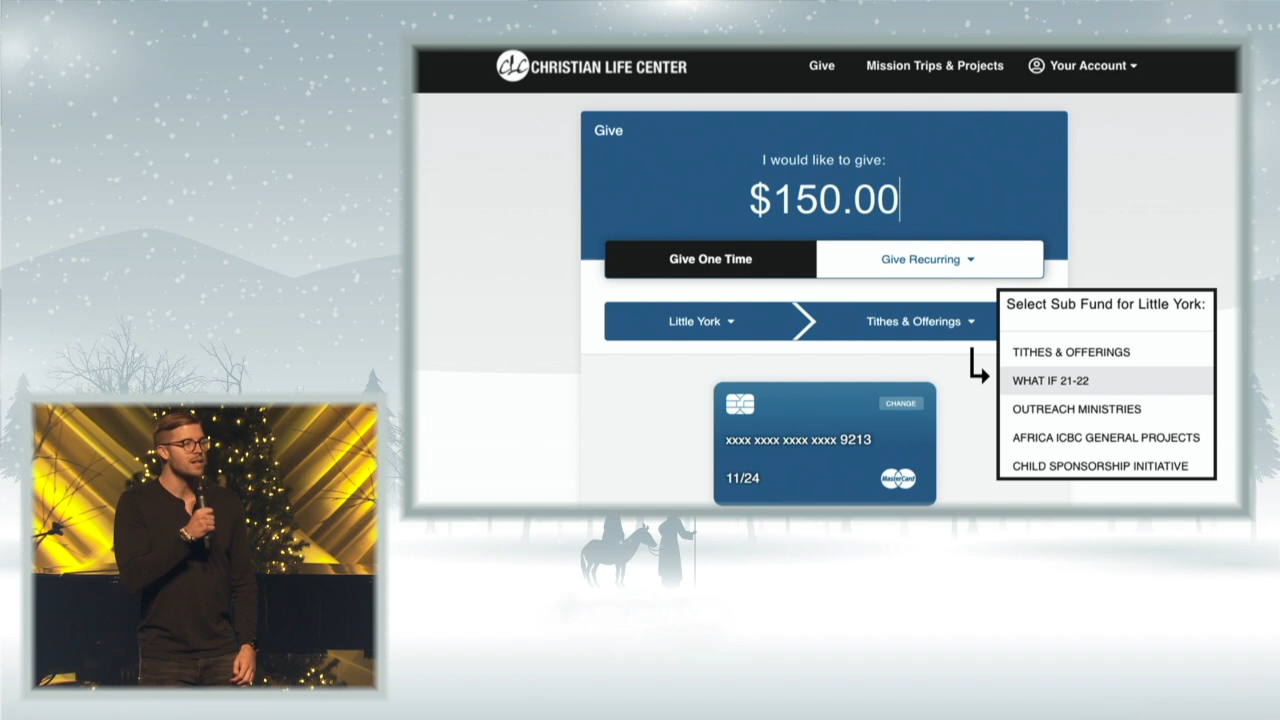 CLC CHRISTIAN LIFE CENTER
Give
Mission Trips & Projects
Your Account
Give
I would like to give:
$150.00
Give One Time
Give Recurring
Little York
Tithes & Offerings
Select Sub Fund for Little York:
TITHES & OFFERINGS
WHAT IF 21-22
OUTREACH MINISTRIES
AFRICA ICBC GENERAL PROJECTS
CHILD SPONSORSHIP INITIATIVE
CHANGE
xxxx xxxx xxxx xxxx 9213
11/24
MasterCard